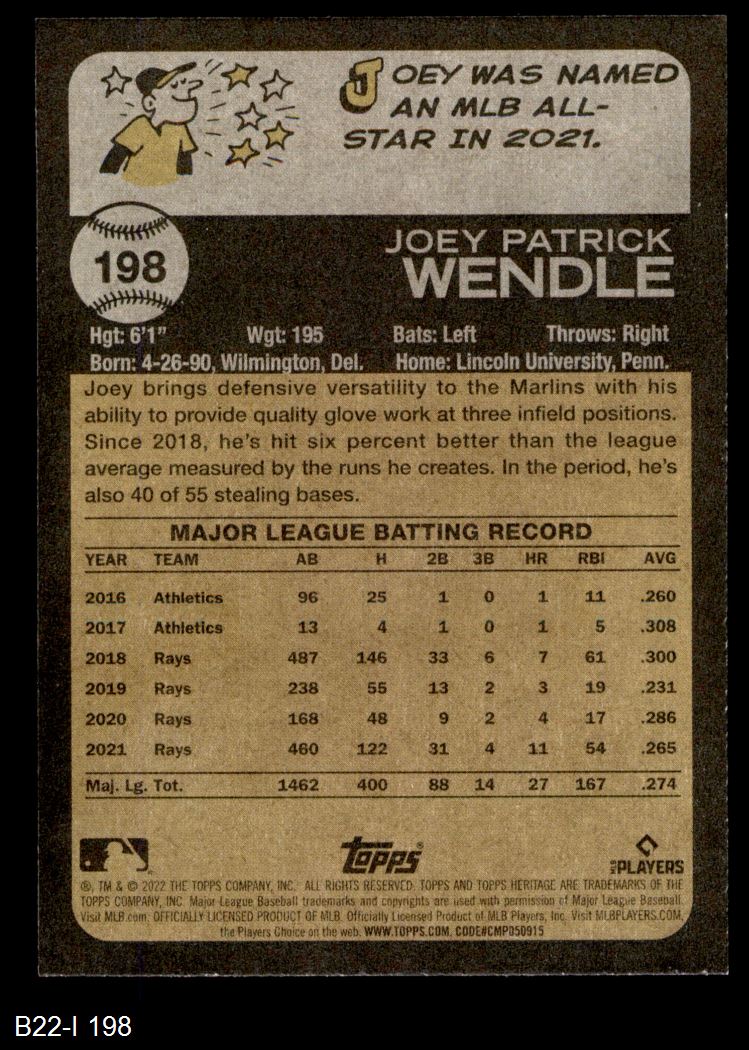 JOEY WAS NAMED
AN MLB ALL-
STAR IN 2021.
198
JOEY PATRICK
WENDLE
Hgt: 6'1" Wgt: 195 Bats: Left Throws: Right
Born: 4-26-90, Wilmington, Del. Home: Lincoln University, Penn.
Joey brings defensive versatility to the Marlins with his
ability to provide quality glove work at three infield positions.
Since 2018, he's hit six percent better than the league
average measured by the runs he creates. In the period, he's
also 40 of 55 stealing bases.
MAJOR LEAGUE BATTING RECORD
YEAR TEAM AB H 2B 3B HR RBI AVG
2016 Athletics 96 25 1 0 1 11 .260
2017 Athletics 13 4 1 0 1 5 .308
2018 Rays 487 146 33 6 7 61 .300
2019 Rays 238 55 13 2 3 19 .231
2020 Rays 168 48 9 2 4 17 .286
2021 Rays 460 122 31 4 11 54 .265
Maj. Lg. Tot. 1462 400 88 14 27 167 .274
Topps
MLB PLAYERS
®, TM & © 2022 THE TOPPS COMPANY, INC. ALL RIGHTS RESERVED. TOPPS AND TOPPS HERITAGE ARE TRADEMARKS OF THE
TOPPS COMPANY, INC. Major League Baseball trademarks and copyrights are used with permission of Major League Baseball.
Visit MLB.com. OFFICIALLY LICENSED PRODUCT OF MLB. Officially Licensed Product of MLB Players, Inc. Visit MLBPLAYERS.COM,
the Players Choice on the web. WWW.TOPPS.COM. CODE#CMP050915
B22-I 198